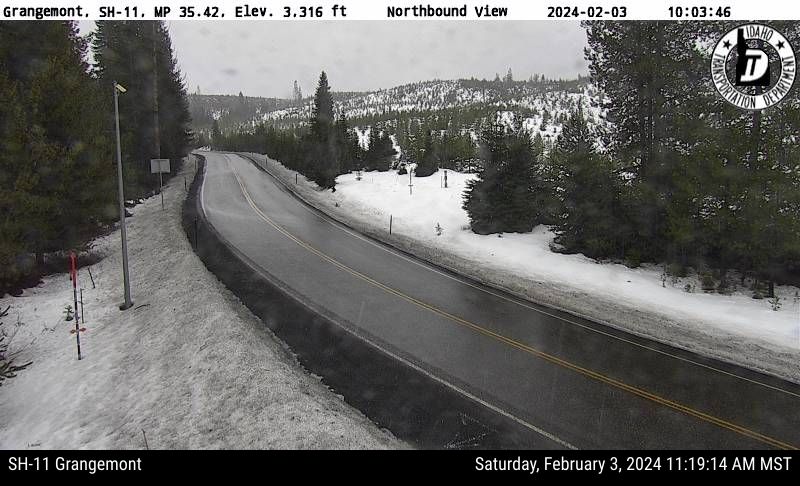 Grangemont, SH-11, MP 35.42, Elev. 3,316 ft Northbound View 2024-02-03 10:03:46
IDAHO
TRANSPORTATION DEPARTMENT
SH-11 Grangemont Saturday, February 3, 2024 11:19:14 AM MST